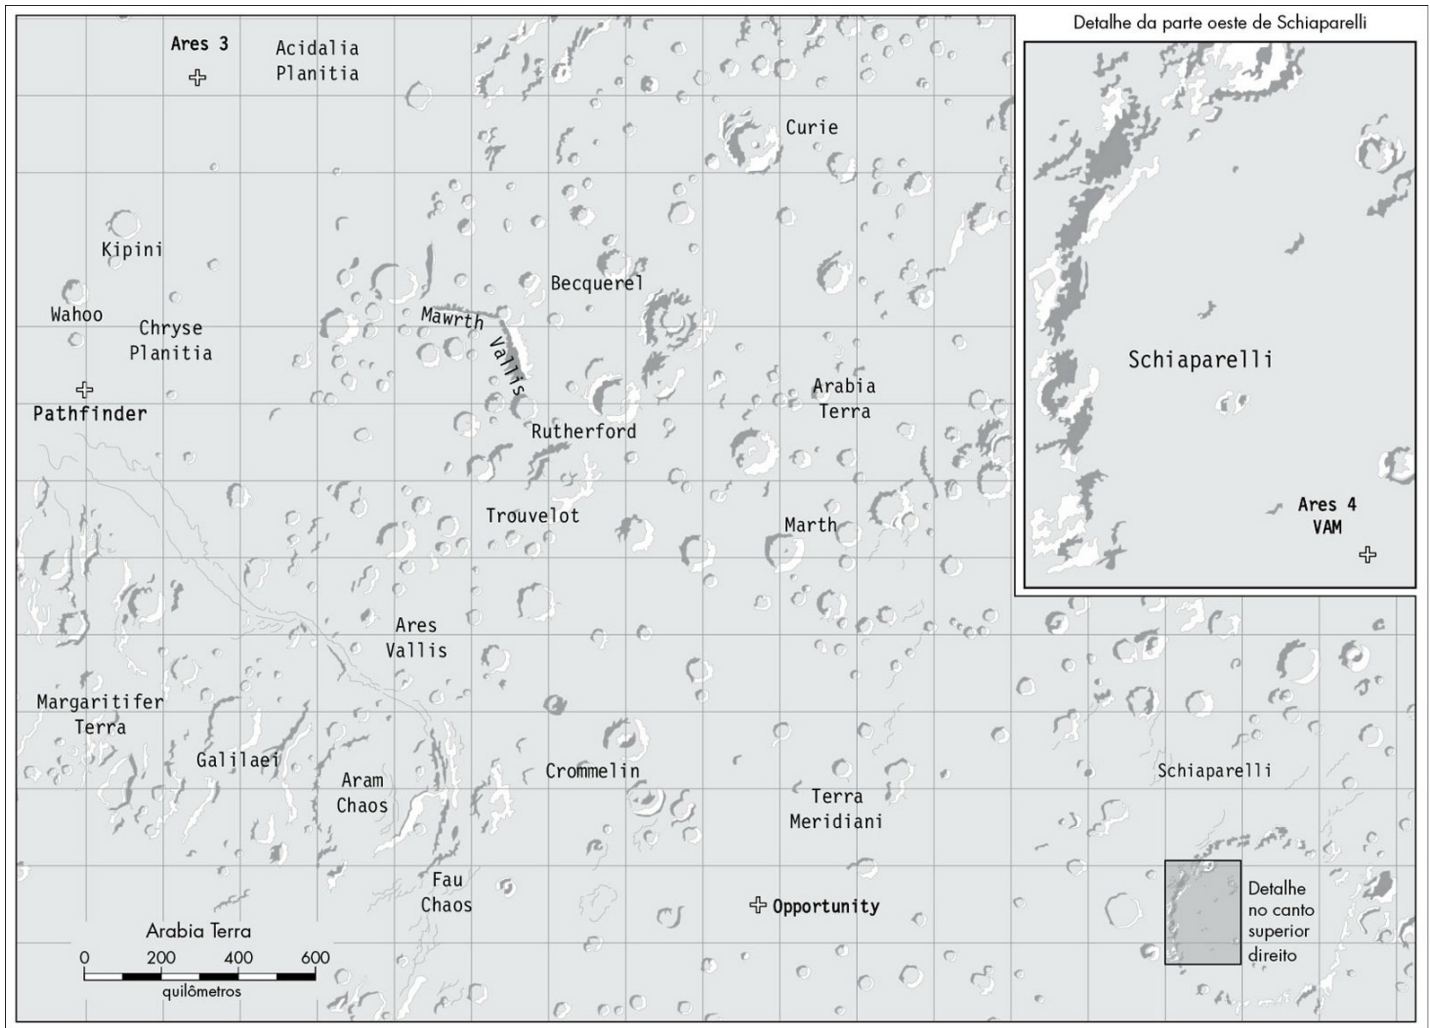 Detalhe da parte oeste de Schiaparelli
Ares 3
Acidalia
Planitia
Curie
Kipini
Becquerel
Wahoo
Mawrth
Vallis
Chryse
Planitia
Schiaparelli
Pathfinder
Arabia
Terra
Rutherford
Trouvelot
Marth
Ares 4
VAM
Ares
Vallis
Margaritifer
Terra
Galilaei
Aram
Chaos
Crommelin
Terra
Meridiani
Schiaparelli
Fau
Chaos
Opportunity
Detalhe
no canto
superior
direito
Arabia Terra
0 200 400 600
quilômetros